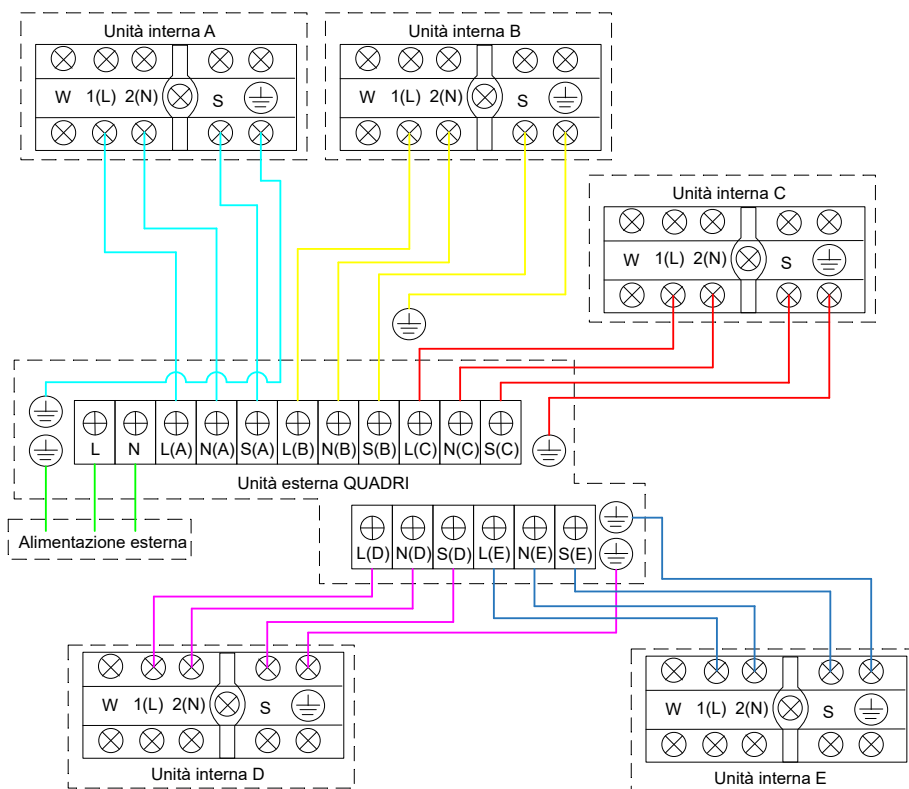 Unità interna A
W 1(L) 2(N) S
Unità interna B
W 1(L) 2(N) S
Unità interna C
W 1(L) 2(N) S
L N L(A) N(A) S(A) L(B) N(B) S(B) L(C) N(C) S(C)
Unità esterna QUADRI
Alimentazione esterna
L(D) N(D) S(D) L(E) N(E) S(E)
W 1(L) 2(N) S
Unità interna D
W 1(L) 2(N) S
Unità interna E